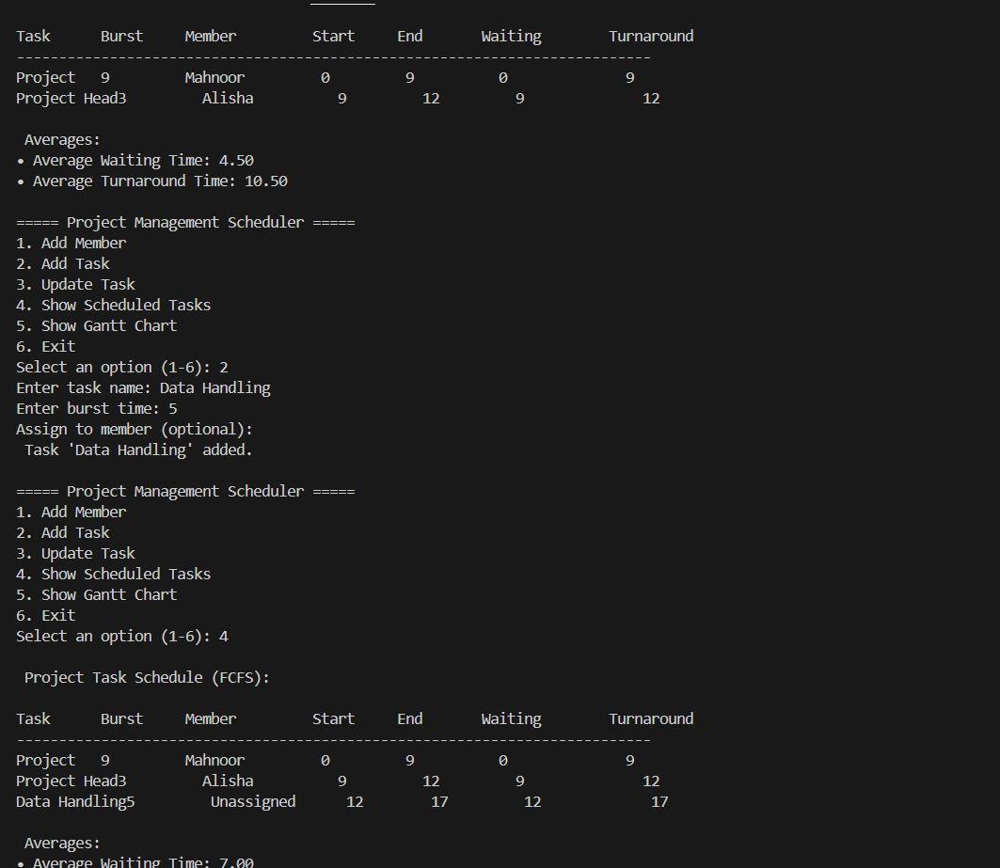 Task      Burst     Member         Start     End       Waiting        Turnaround
---------------------------------------------------------------------------
Project   9         Mahnoor         0         9          0              9
Project Head3         Alisha          9         12         9              12

 Averages:
• Average Waiting Time: 4.50
• Average Turnaround Time: 10.50

===== Project Management Scheduler =====
1. Add Member
2. Add Task
3. Update Task
4. Show Scheduled Tasks
5. Show Gantt Chart
6. Exit
Select an option (1-6): 2
Enter task name: Data Handling
Enter burst time: 5
Assign to member (optional):
 Task 'Data Handling' added.

===== Project Management Scheduler =====
1. Add Member
2. Add Task
3. Update Task
4. Show Scheduled Tasks
5. Show Gantt Chart
6. Exit
Select an option (1-6): 4

 Project Task Schedule (FCFS):

Task      Burst     Member         Start     End       Waiting        Turnaround
---------------------------------------------------------------------------
Project   9         Mahnoor         0         9          0              9
Project Head3         Alisha          9         12         9              12
Data Handling5         Unassigned      12        17         12             17

 Averages:
• Average Waiting Time: 7.00